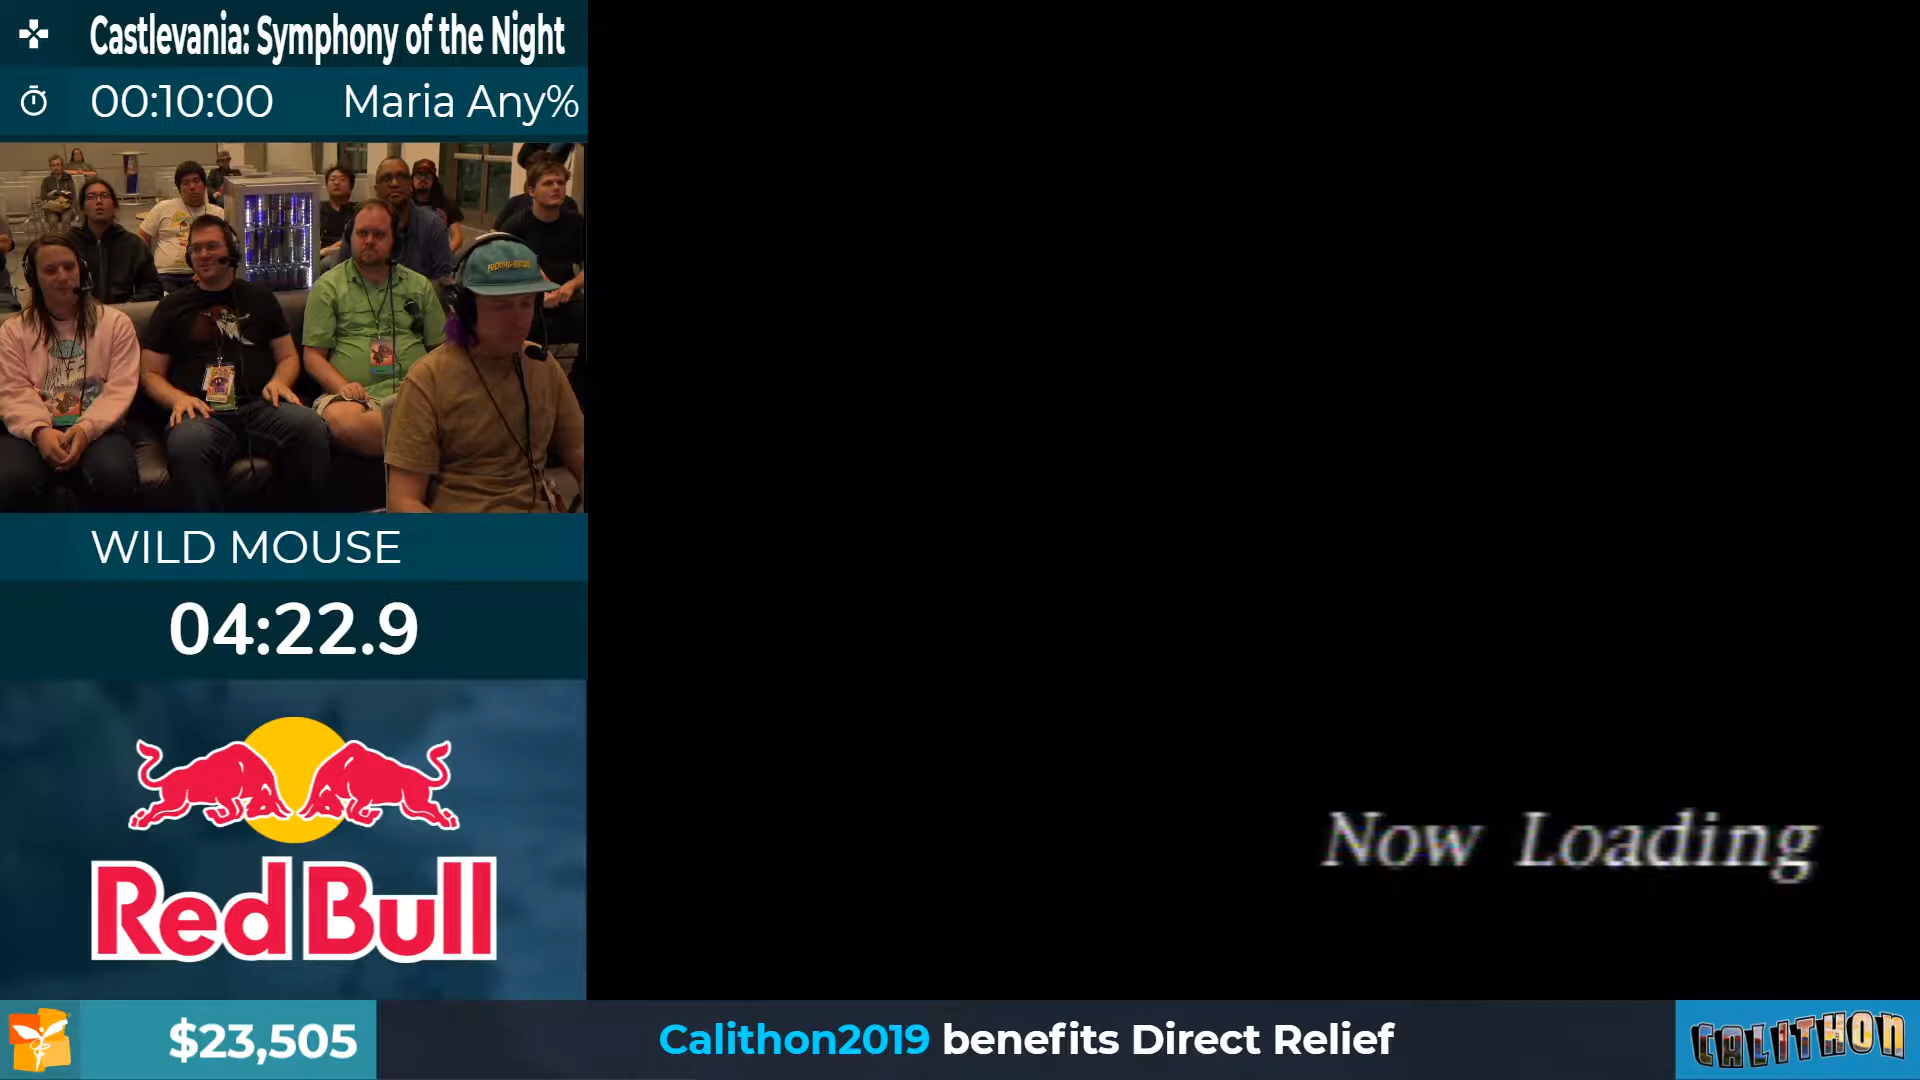 Castlevania: Symphony of the Night
00:10:00 Maria Any%
WILD MOUSE
04:22.9
Red Bull
Now Loading
$23,505
Calithon2019 benefits Direct Relief
CALITHON